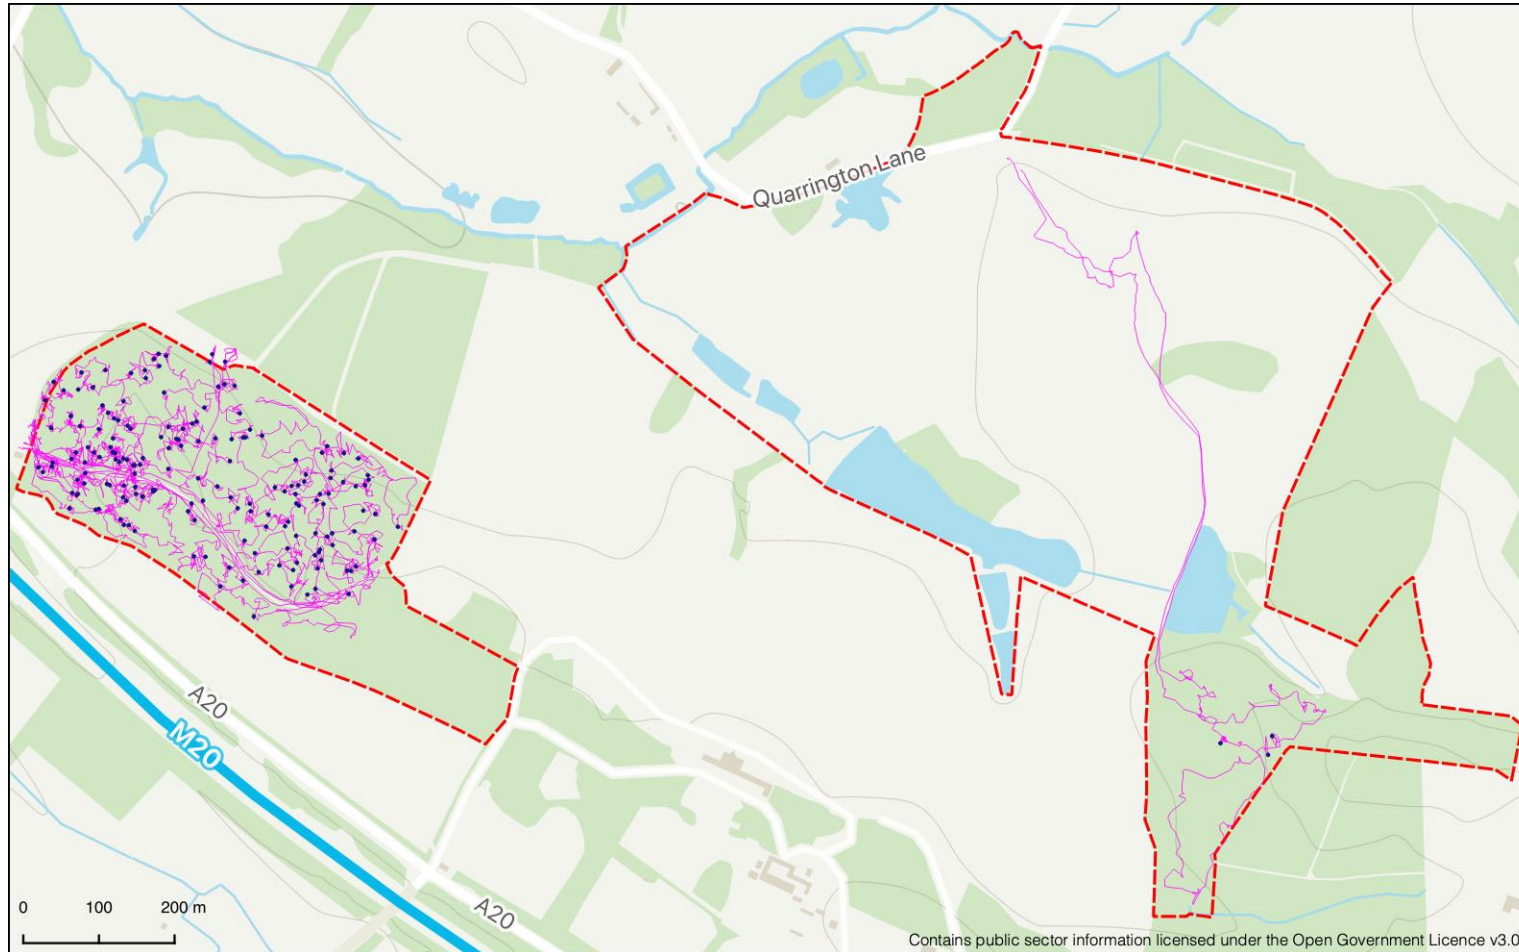 Quarrington Lane
A20
M20
A20
0 100 200 m
Contains public sector information licensed under the Open Government Licence v3.0